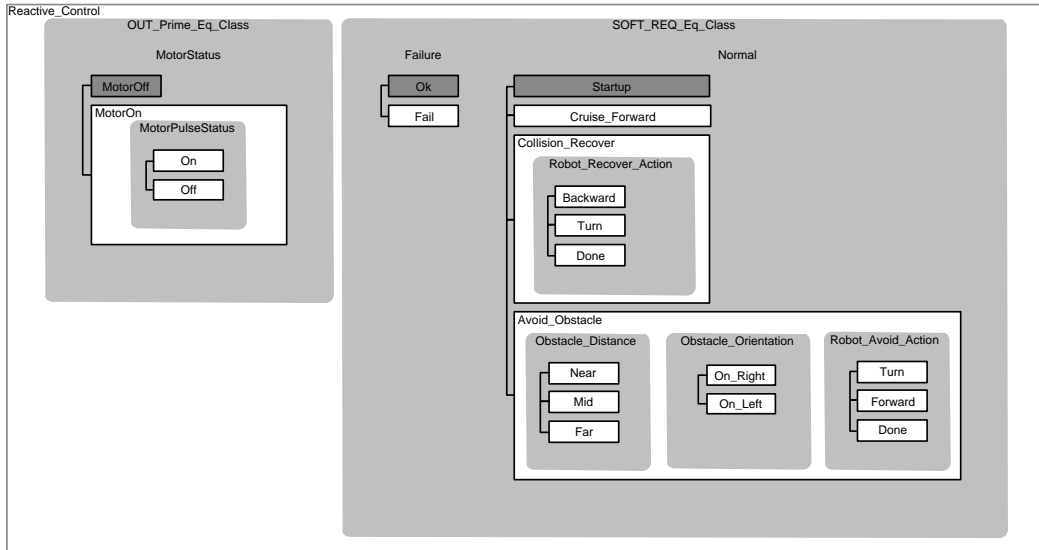 Reactive_Control
OUT_Prime_Eq_Class
MotorStatus
MotorOff
MotorOn
MotorPulseStatus
On
Off
SOFT_REQ_Eq_Class
Failure
Ok
Fail
Normal
Startup
Cruise_Forward
Collision_Recover
Robot_Recover_Action
Backward
Turn
Done
Avoid_Obstacle
Obstacle_Distance
Near
Mid
Far
Obstacle_Orientation
On_Right
On_Left
Robot_Avoid_Action
Turn
Forward
Done